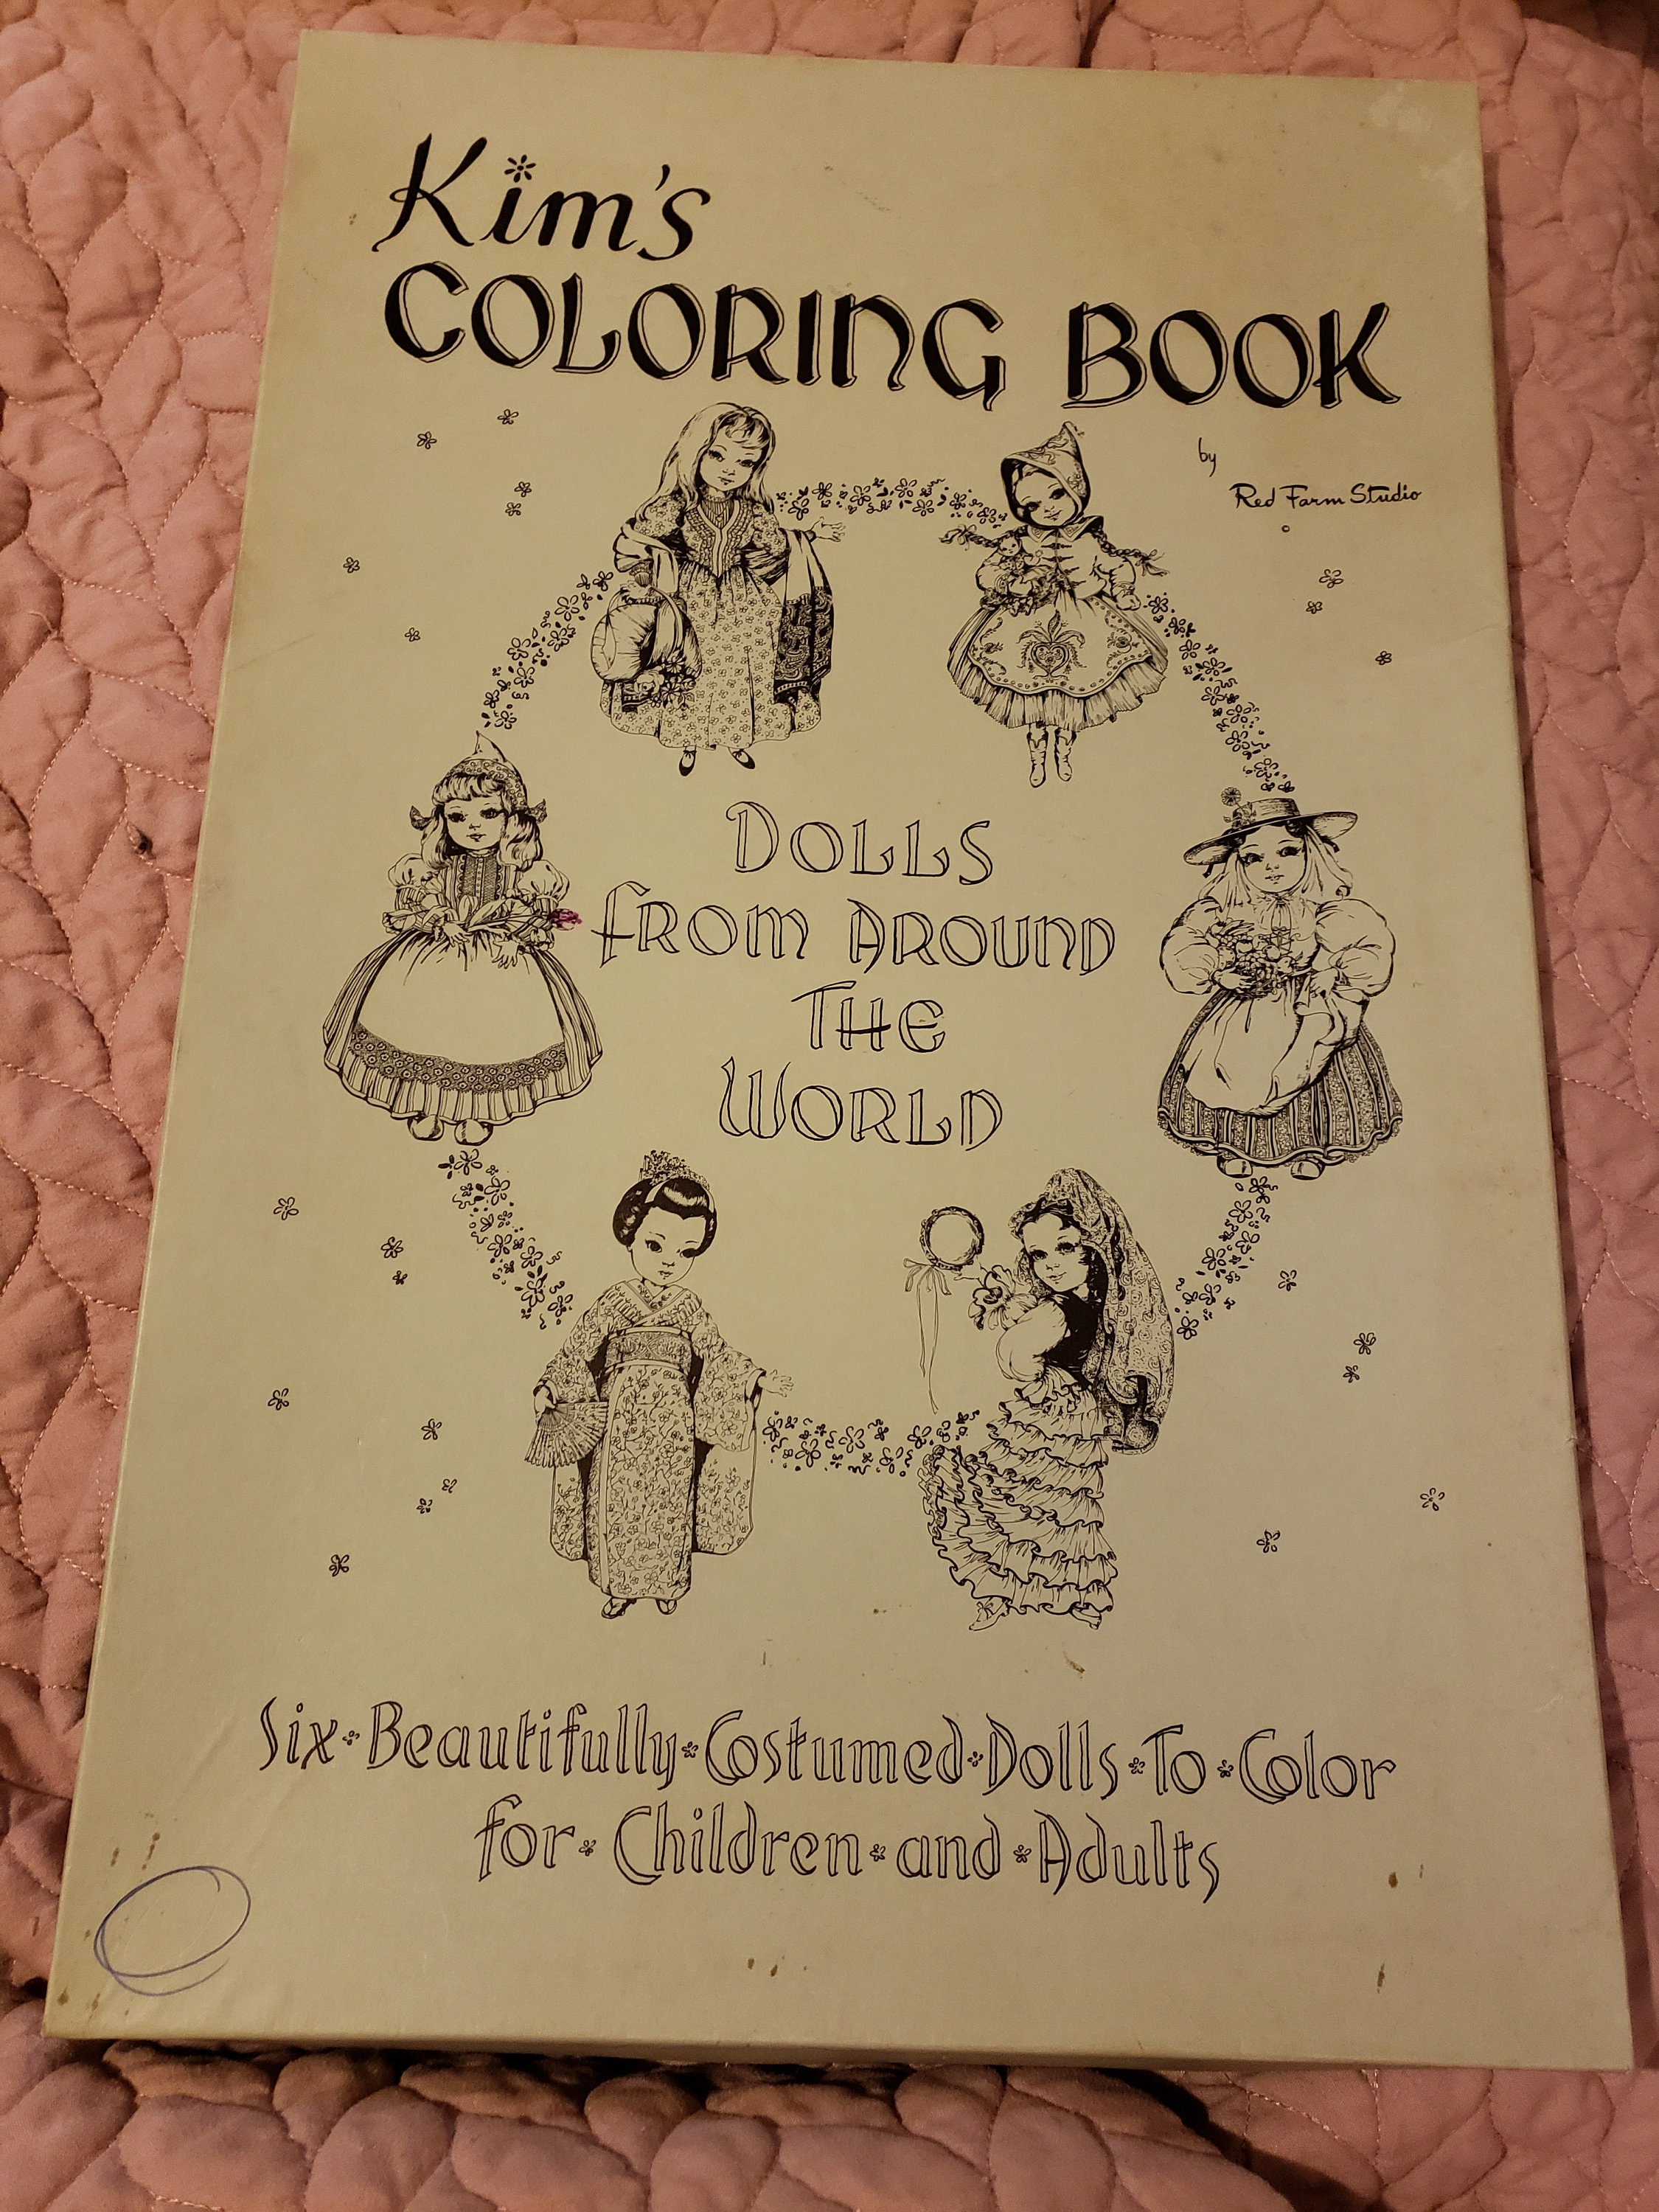 Kim's
COLORING BOOK
by
Red Farm Studio
DOLLS
FROM AROUND
THE
WORLD
Six·Beautifully·Costumed·Dolls·To·Color
for·Children·and·Adults